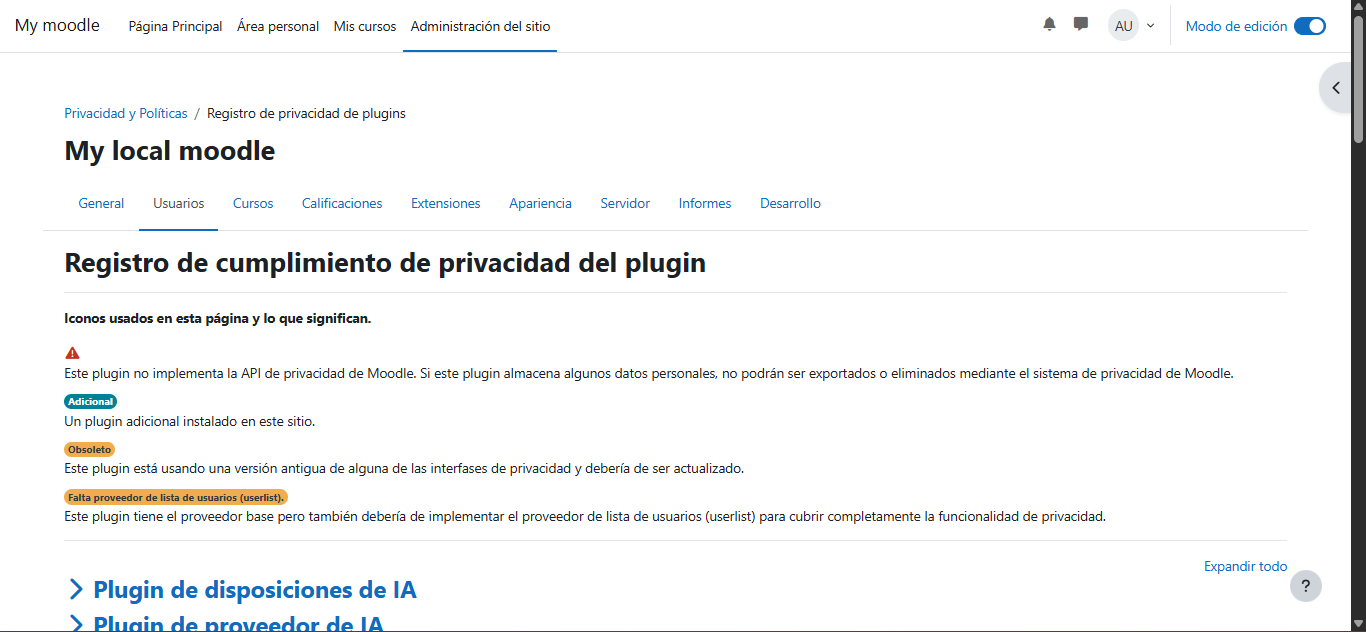 My moodle
Página Principal
Área personal
Mis cursos
Administración del sitio
AU
Modo de edición
Privacidad y Políticas / Registro de privacidad de plugins
My local moodle
General
Usuarios
Cursos
Calificaciones
Extensiones
Apariencia
Servidor
Informes
Desarrollo
Registro de cumplimiento de privacidad del plugin
Iconos usados en esta página y lo que significan.
Este plugin no implementa la API de privacidad de Moodle. Si este plugin almacena algunos datos personales, no podrán ser exportados o eliminados mediante el sistema de privacidad de Moodle.
Adicional
Un plugin adicional instalado en este sitio.
Obsoleto
Este plugin está usando una versión antigua de alguna de las interfases de privacidad y debería de ser actualizado.
Falta proveedor de lista de usuarios (userlist).
Este plugin tiene el proveedor base pero también debería de implementar el proveedor de lista de usuarios (userlist) para cubrir completamente la funcionalidad de privacidad.
Expandir todo
Plugin de disposiciones de IA
?
Plugin de proveedor de IA